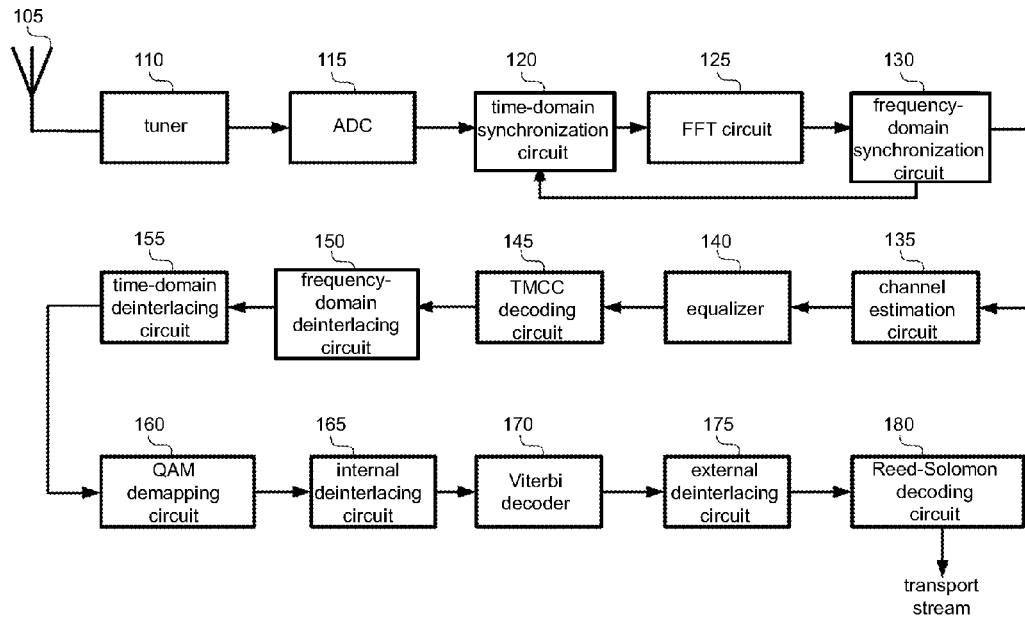 105
110
115
120
125
130
tuner
ADC
time-domain
synchronization
circuit
FFT circuit
frequency-
domain
synchronization
circuit
155
150
145
140
135
time-domain
deinterlacing
circuit
frequency-
domain
deinterlacing
circuit
TMCC
decoding
circuit
equalizer
channel
estimation
circuit
160
165
170
175
180
QAM
demapping
circuit
internal
deinterlacing
circuit
Viterbi
decoder
external
deinterlacing
circuit
Reed-Solomon
decoding
circuit
transport
stream